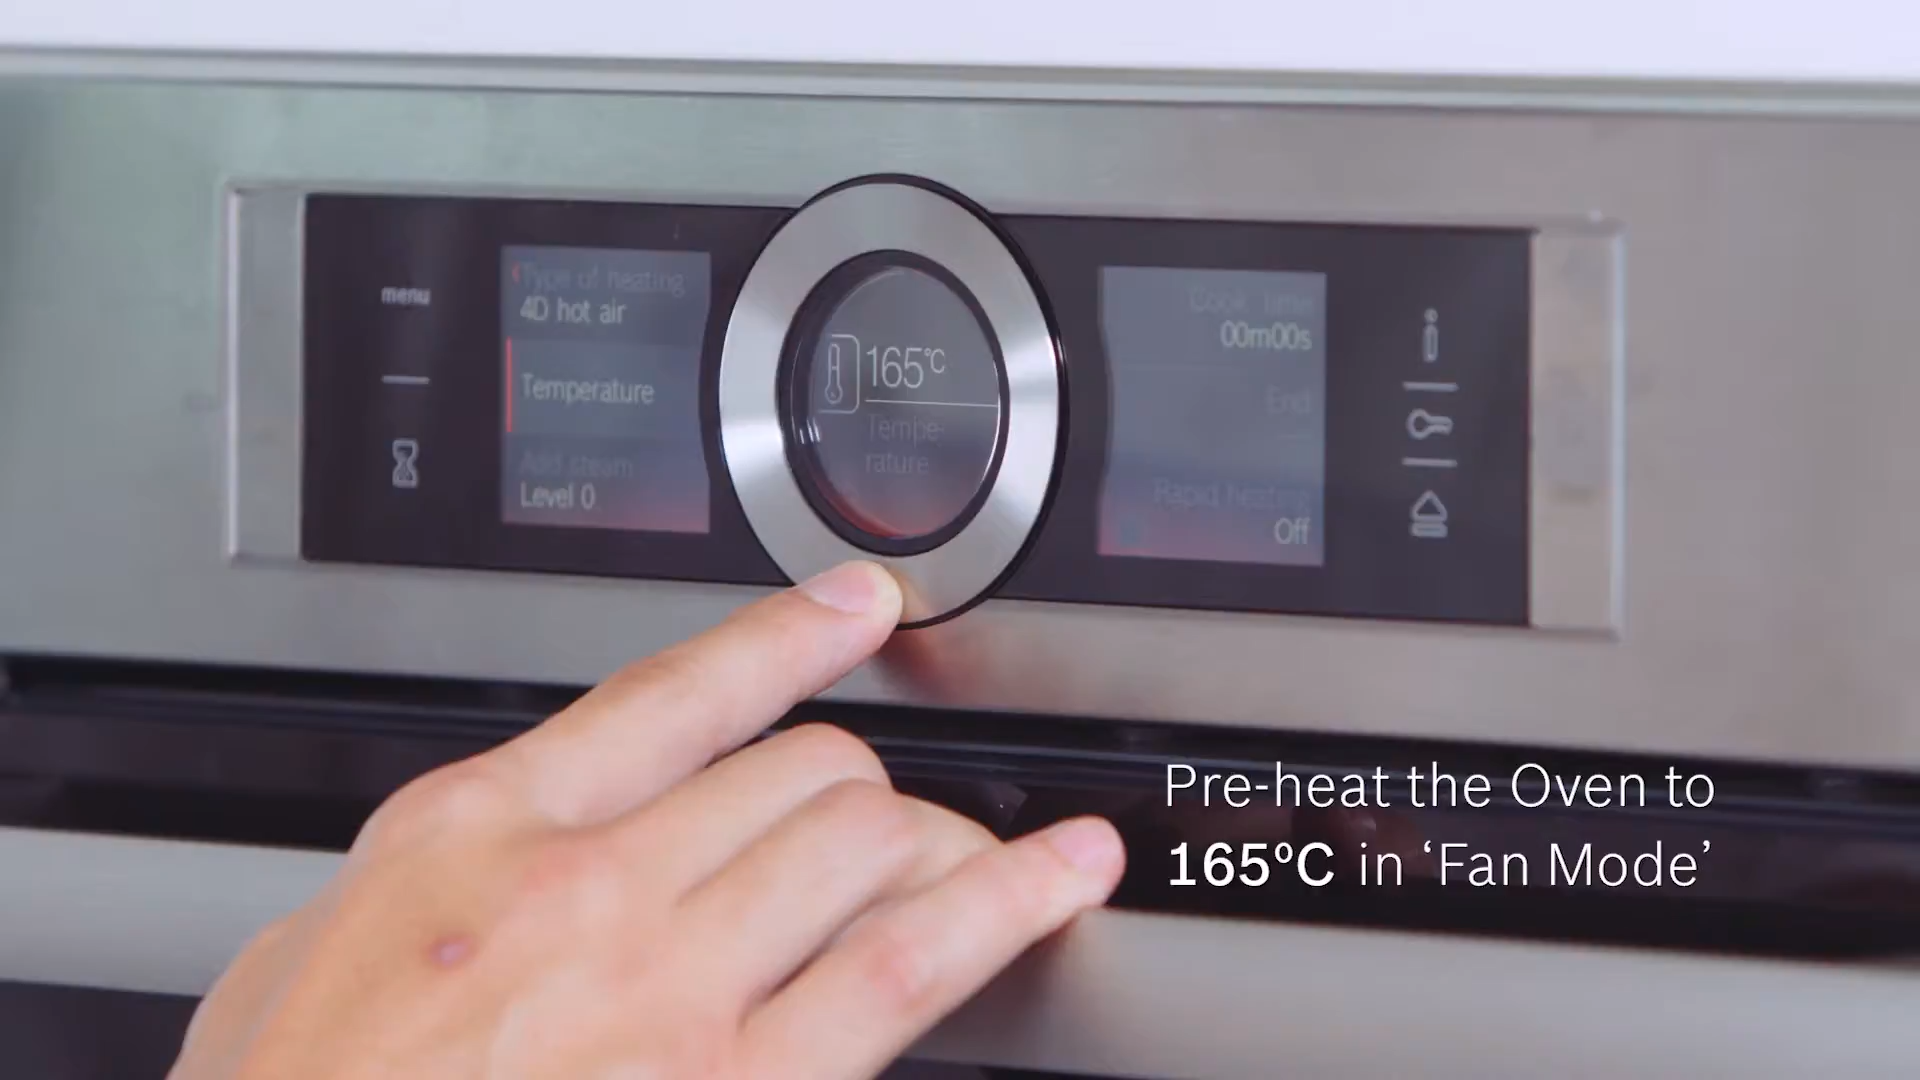 menu
Type of heating
4D hot air
Temperature
Add steam
Level 0
165°C
Tempe-
rature
Cook time
00m00s
End
Rapid heating
Off
Pre-heat the Oven to
165ºC in ‘Fan Mode’